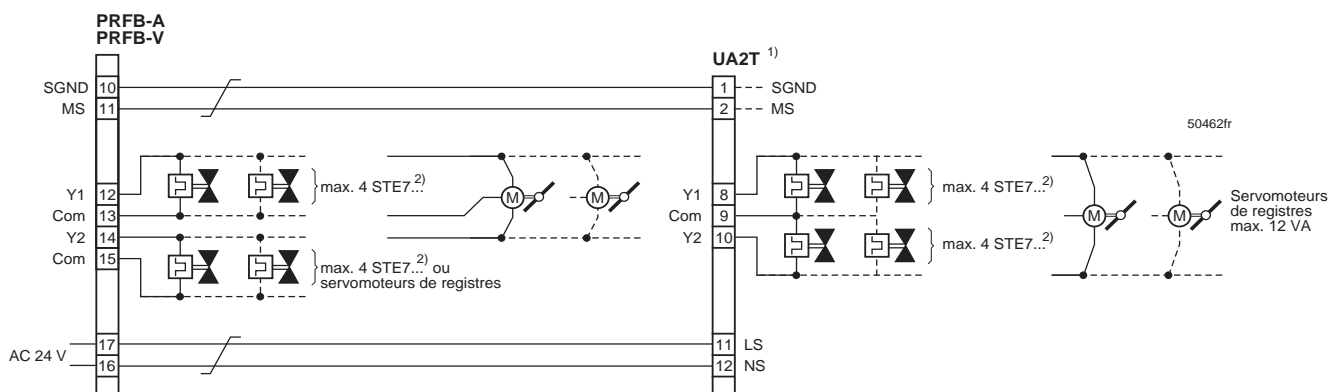 PRFB-A
PRFB-V
UA2T 1)
SGND 10
1 SGND
MS 11
2 MS
50462fr
Y1 12
max. 4 STE7...2)
M
M
Com 13
Y2 14
Com 15
max. 4 STE7...2) ou
servomoteurs de registres
Y1 8
max. 4 STE7...2)
Com 9
Y2 10
max. 4 STE7...2)
M
M
Servomoteurs
de registres
max. 12 VA
AC 24 V
17
16
11 LS
12 NS